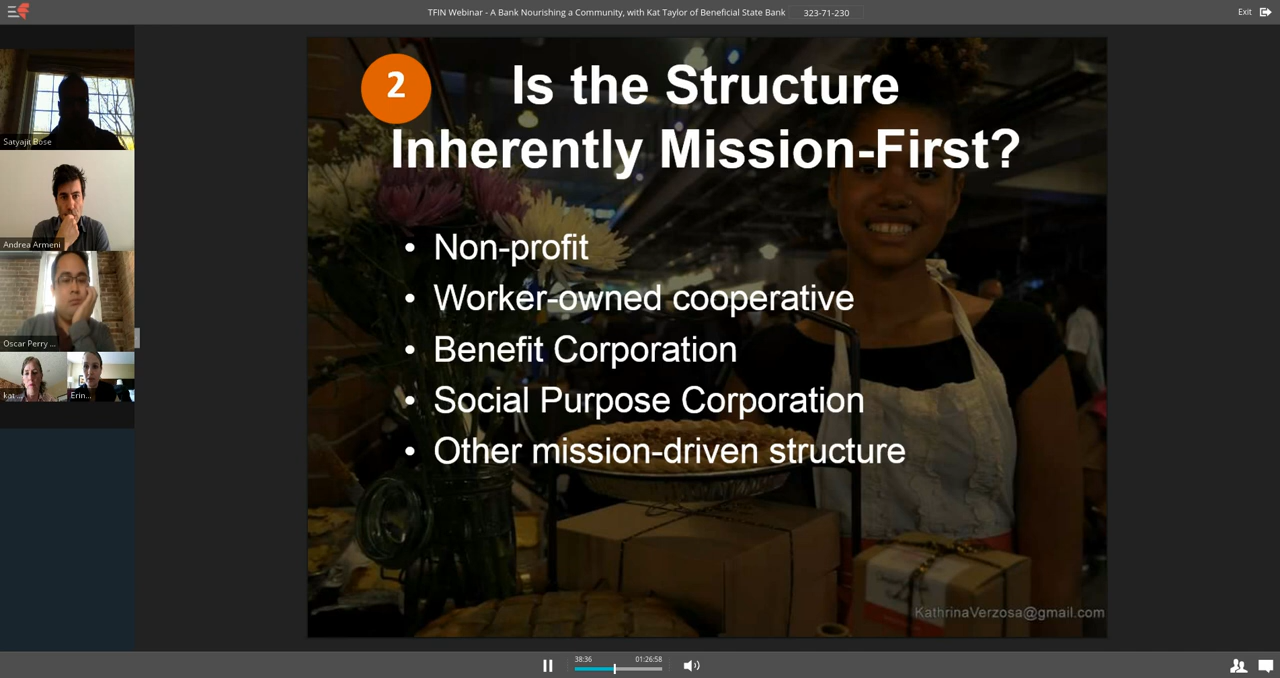 TFIN Webinar - A Bank Nourishing a Community, with Kat Taylor of Beneficial State Bank
323-71-230
Exit
Satyajit Bose
Andrea Armeni
Oscar Perry ...
kat ...
Erin...
2
Is the Structure
Inherently Mission-First?
• Non-profit
• Worker-owned cooperative
• Benefit Corporation
• Social Purpose Corporation
• Other mission-driven structure
KathrinaVerzosa@gmail.com
38:36
01:26:58